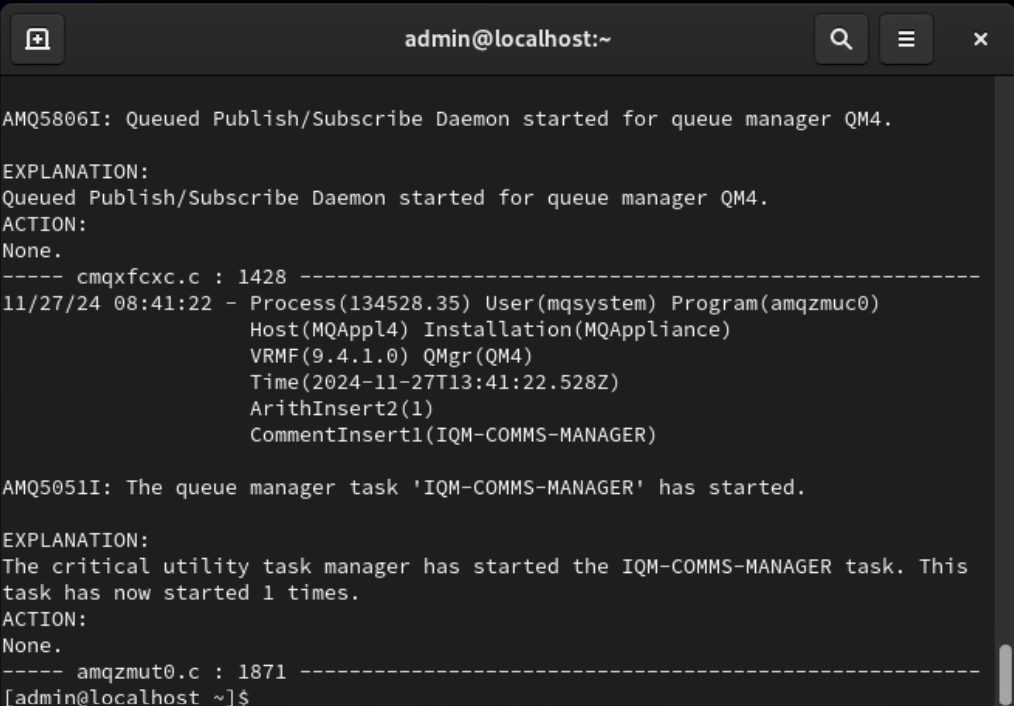 admin@localhost:~
AMQ5806I: Queued Publish/Subscribe Daemon started for queue manager QM4.
EXPLANATION:
Queued Publish/Subscribe Daemon started for queue manager QM4.
ACTION:
None.
----- cmqxfcxc.c : 1428 -------------------------------------------------------
11/27/24 08:41:22 - Process(134528.35) User(mqsystem) Program(amqzmuc0)
                    Host(MQAppl4) Installation(MQAppliance)
                    VRMF(9.4.1.0) QMgr(QM4)
                    Time(2024-11-27T13:41:22.528Z)
                    ArithInsert2(1)
                    CommentInsert1(IQM-COMMS-MANAGER)
AMQ5051I: The queue manager task 'IQM-COMMS-MANAGER' has started.
EXPLANATION:
The critical utility task manager has started the IQM-COMMS-MANAGER task. This
task has now started 1 times.
ACTION:
None.
----- amqzmut0.c : 1871 -------------------------------------------------------
[admin@localhost ~]$